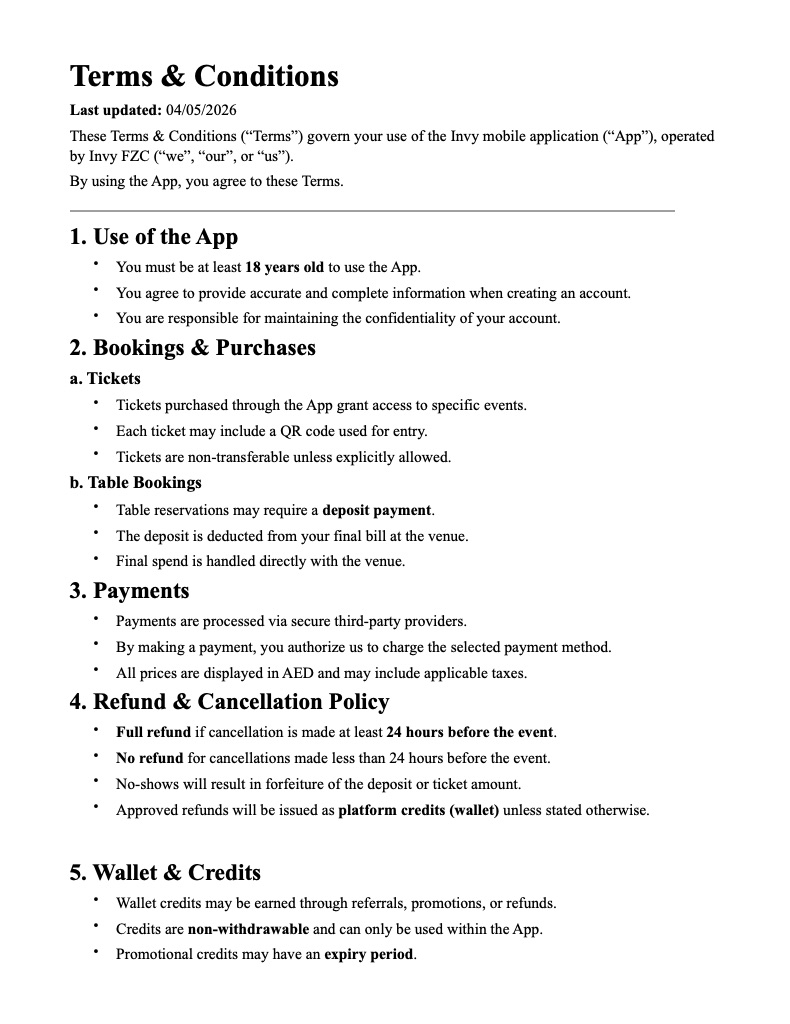 Terms & Conditions
Last updated: 04/05/2026
These Terms & Conditions (“Terms”) govern your use of the Invy mobile application (“App”), operated
by Invy FZC (“we”, “our”, or “us”).
By using the App, you agree to these Terms.
1. Use of the App
• You must be at least 18 years old to use the App.
• You agree to provide accurate and complete information when creating an account.
• You are responsible for maintaining the confidentiality of your account.
2. Bookings & Purchases
a. Tickets
• Tickets purchased through the App grant access to specific events.
• Each ticket may include a QR code used for entry.
• Tickets are non-transferable unless explicitly allowed.
b. Table Bookings
• Table reservations may require a deposit payment.
• The deposit is deducted from your final bill at the venue.
• Final spend is handled directly with the venue.
3. Payments
• Payments are processed via secure third-party providers.
• By making a payment, you authorize us to charge the selected payment method.
• All prices are displayed in AED and may include applicable taxes.
4. Refund & Cancellation Policy
• Full refund if cancellation is made at least 24 hours before the event.
• No refund for cancellations made less than 24 hours before the event.
• No-shows will result in forfeiture of the deposit or ticket amount.
• Approved refunds will be issued as platform credits (wallet) unless stated otherwise.
5. Wallet & Credits
• Wallet credits may be earned through referrals, promotions, or refunds.
• Credits are non-withdrawable and can only be used within the App.
• Promotional credits may have an expiry period.